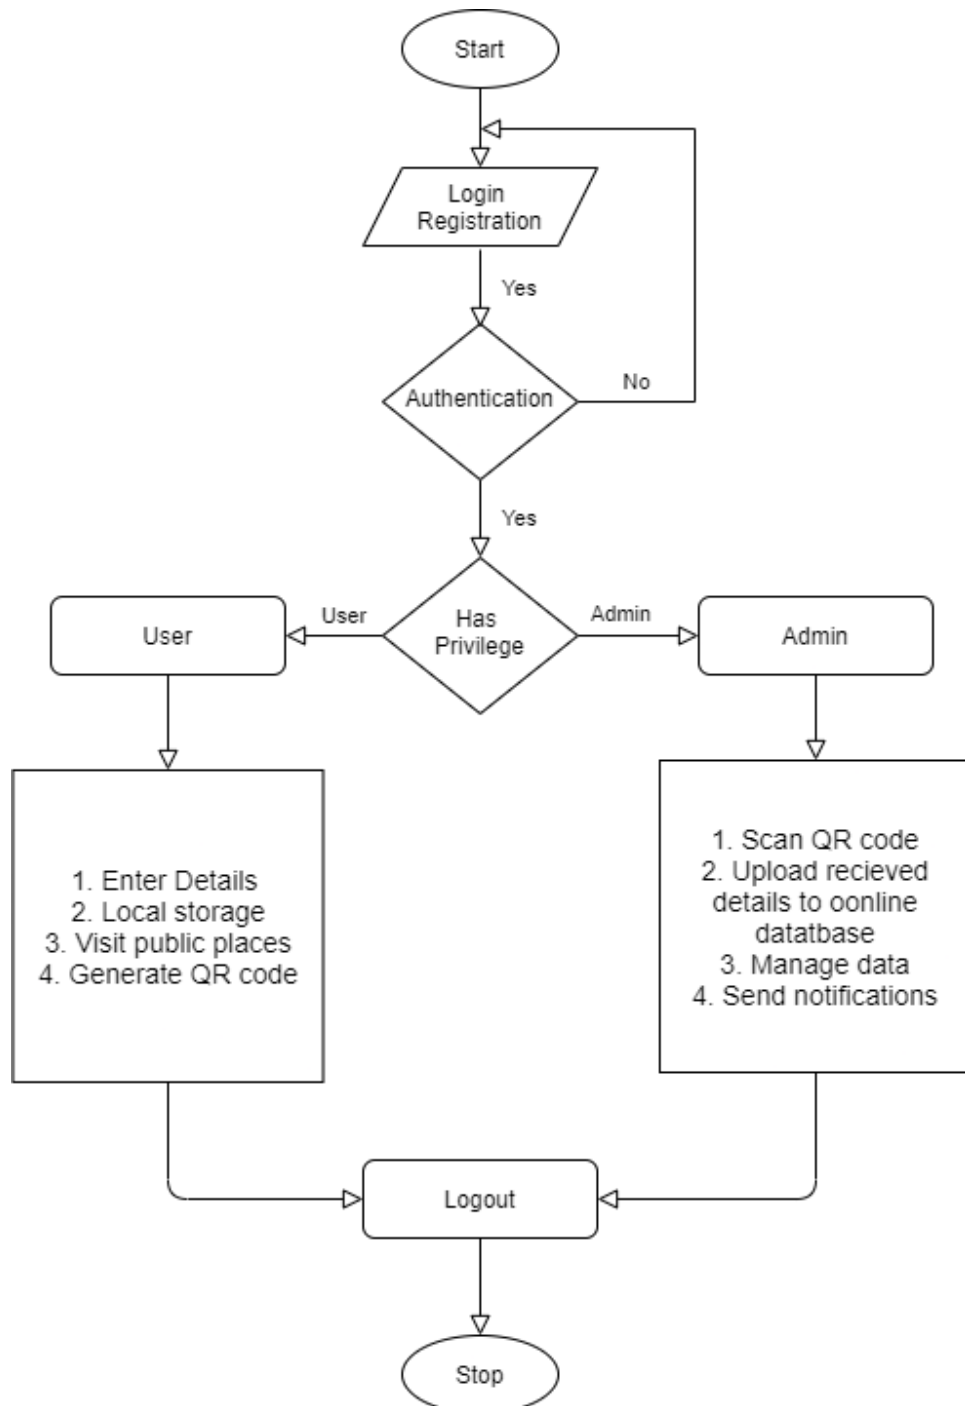 Start
Login
Registration
Yes
Authentication
No
Yes
User
User
Has
Privilege
Admin
Admin
1. Enter Details
2. Local storage
3. Visit public places
4. Generate QR code
1. Scan QR code
2. Upload recieved
details to oonline
datatbase
3. Manage data
4. Send notifications
Logout
Stop